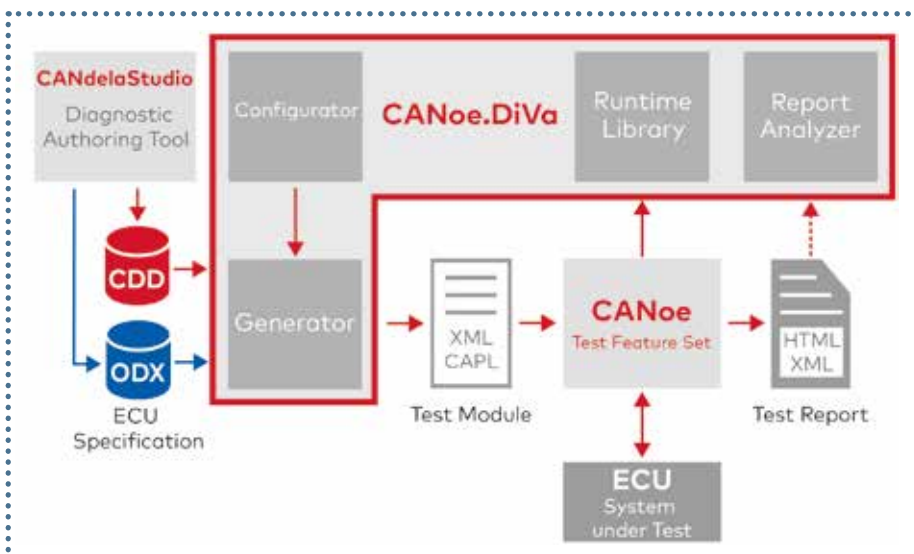 CANdelaStudio
Diagnostic
Authoring Tool
Configurator
CANoe.DiVa
Runtime
Library
Report
Analyzer
CDD
Generator
XML
CAPL
CANoe
Test Feature Set
HTML
XML
ODX
ECU
Specification
Test Module
Test Report
ECU
System
under Test